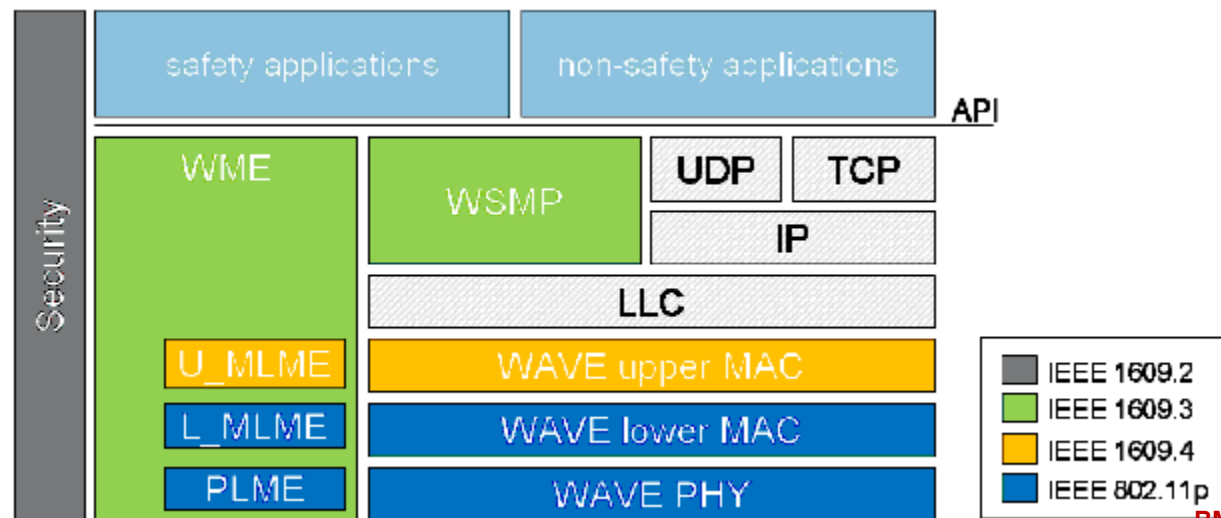 safety applications
non-safety applications
API
Security
WME
WSMP
UDP
TCP
IP
LLC
U_MLME
WAVE upper MAC
L_MLME
WAVE lower MAC
PLME
WAVE PHY
IEEE 1609.2
IEEE 1609.3
IEEE 1609.4
IEEE 802.11p